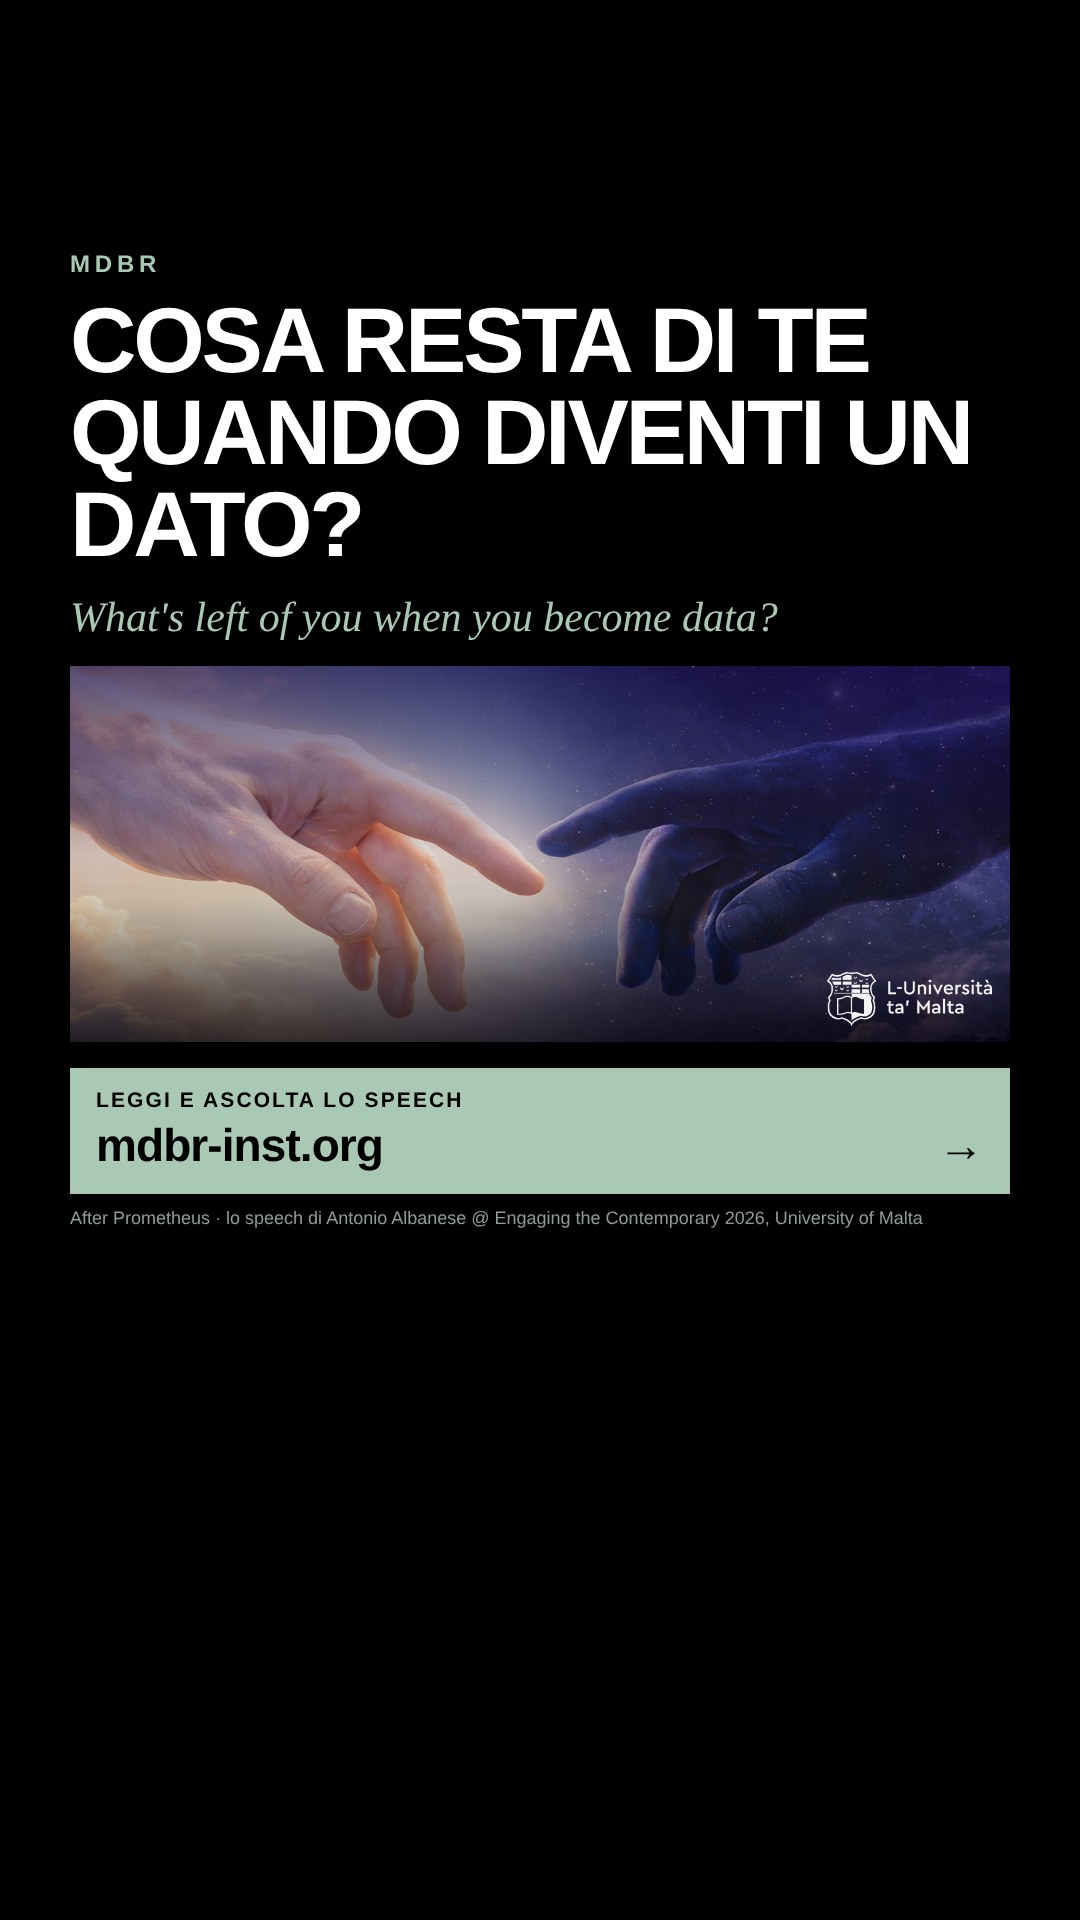 MDBR
COSA RESTA DI TE
QUANDO DIVENTI UN
DATO?
What's left of you when you become data?
L-Università
ta' Malta
LEGGI E ASCOLTA LO SPEECH
mdbr-inst.org →
After Prometheus · lo speech di Antonio Albanese @ Engaging the Contemporary 2026, University of Malta